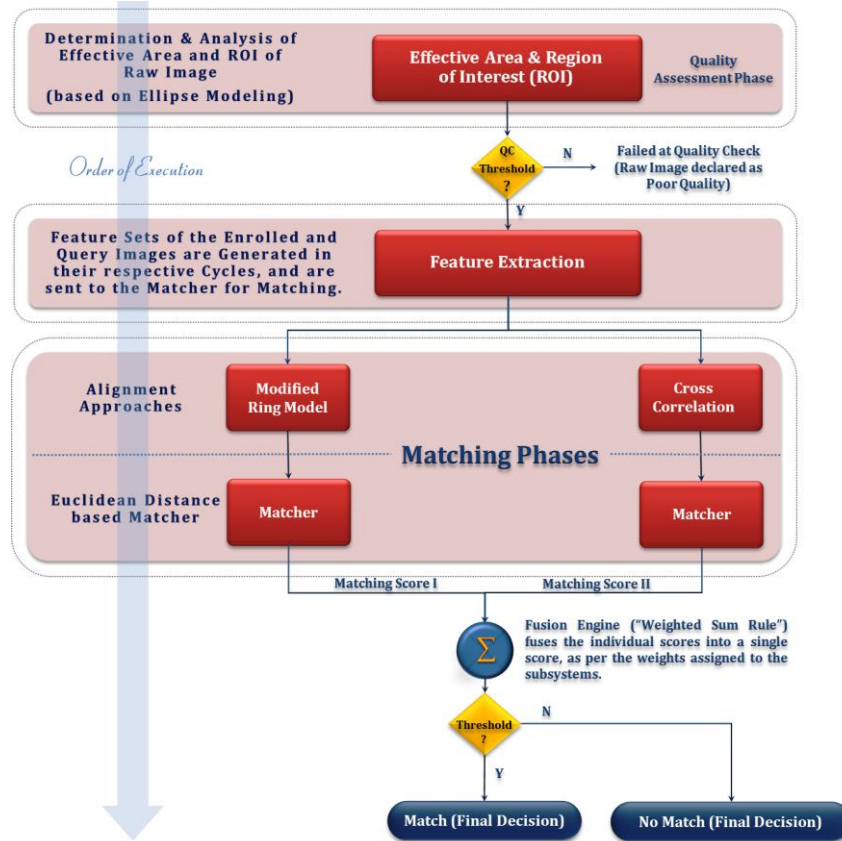 Determination & Analysis of
Effective Area and ROI of
Raw Image
(based on Ellipse Modeling)
Effective Area & Region
of Interest (ROI)
Quality
Assessment Phase
Order of Execution
QC
Threshold
?
N
Failed at Quality Check
(Raw Image declared as
Poor Quality)
Y
Feature Sets of the Enrolled and
Query Images are Generated in
their respective Cycles, and are
sent to the Matcher for Matching.
Feature Extraction
Alignment
Approaches
Modified
Ring Model
Cross
Correlation
Matching Phases
Euclidean Distance
based Matcher
Matcher
Matcher
Matching Score I
Matching Score II
Σ
Fusion Engine (“Weighted Sum Rule”)
fuses the individual scores into a single
score, as per the weights assigned to the
subsystems.
Threshold
?
N
Y
Match (Final Decision)
No Match (Final Decision)